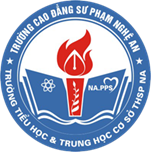 TRƯỜNG CAO ĐẲNG SƯ PHẠM NGHỆ AN
NA.PPS
TRƯỜNG TIỂU HỌC & TRUNG HỌC CƠ SỞ THSP NA